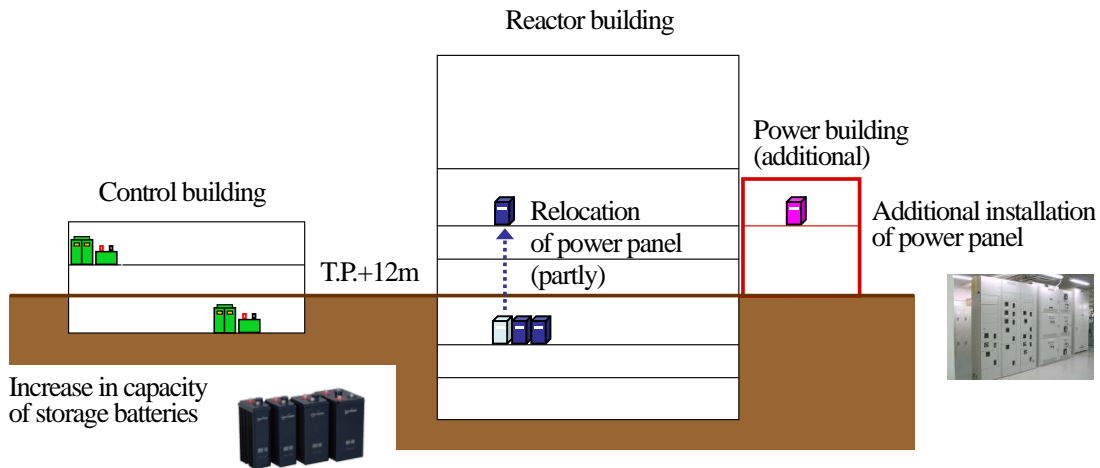 Reactor building
Power building
(additional)
Control building
Relocation
of power panel
(partly)
Additional installation
of power panel
T.P.+12m
Increase in capacity
of storage batteries